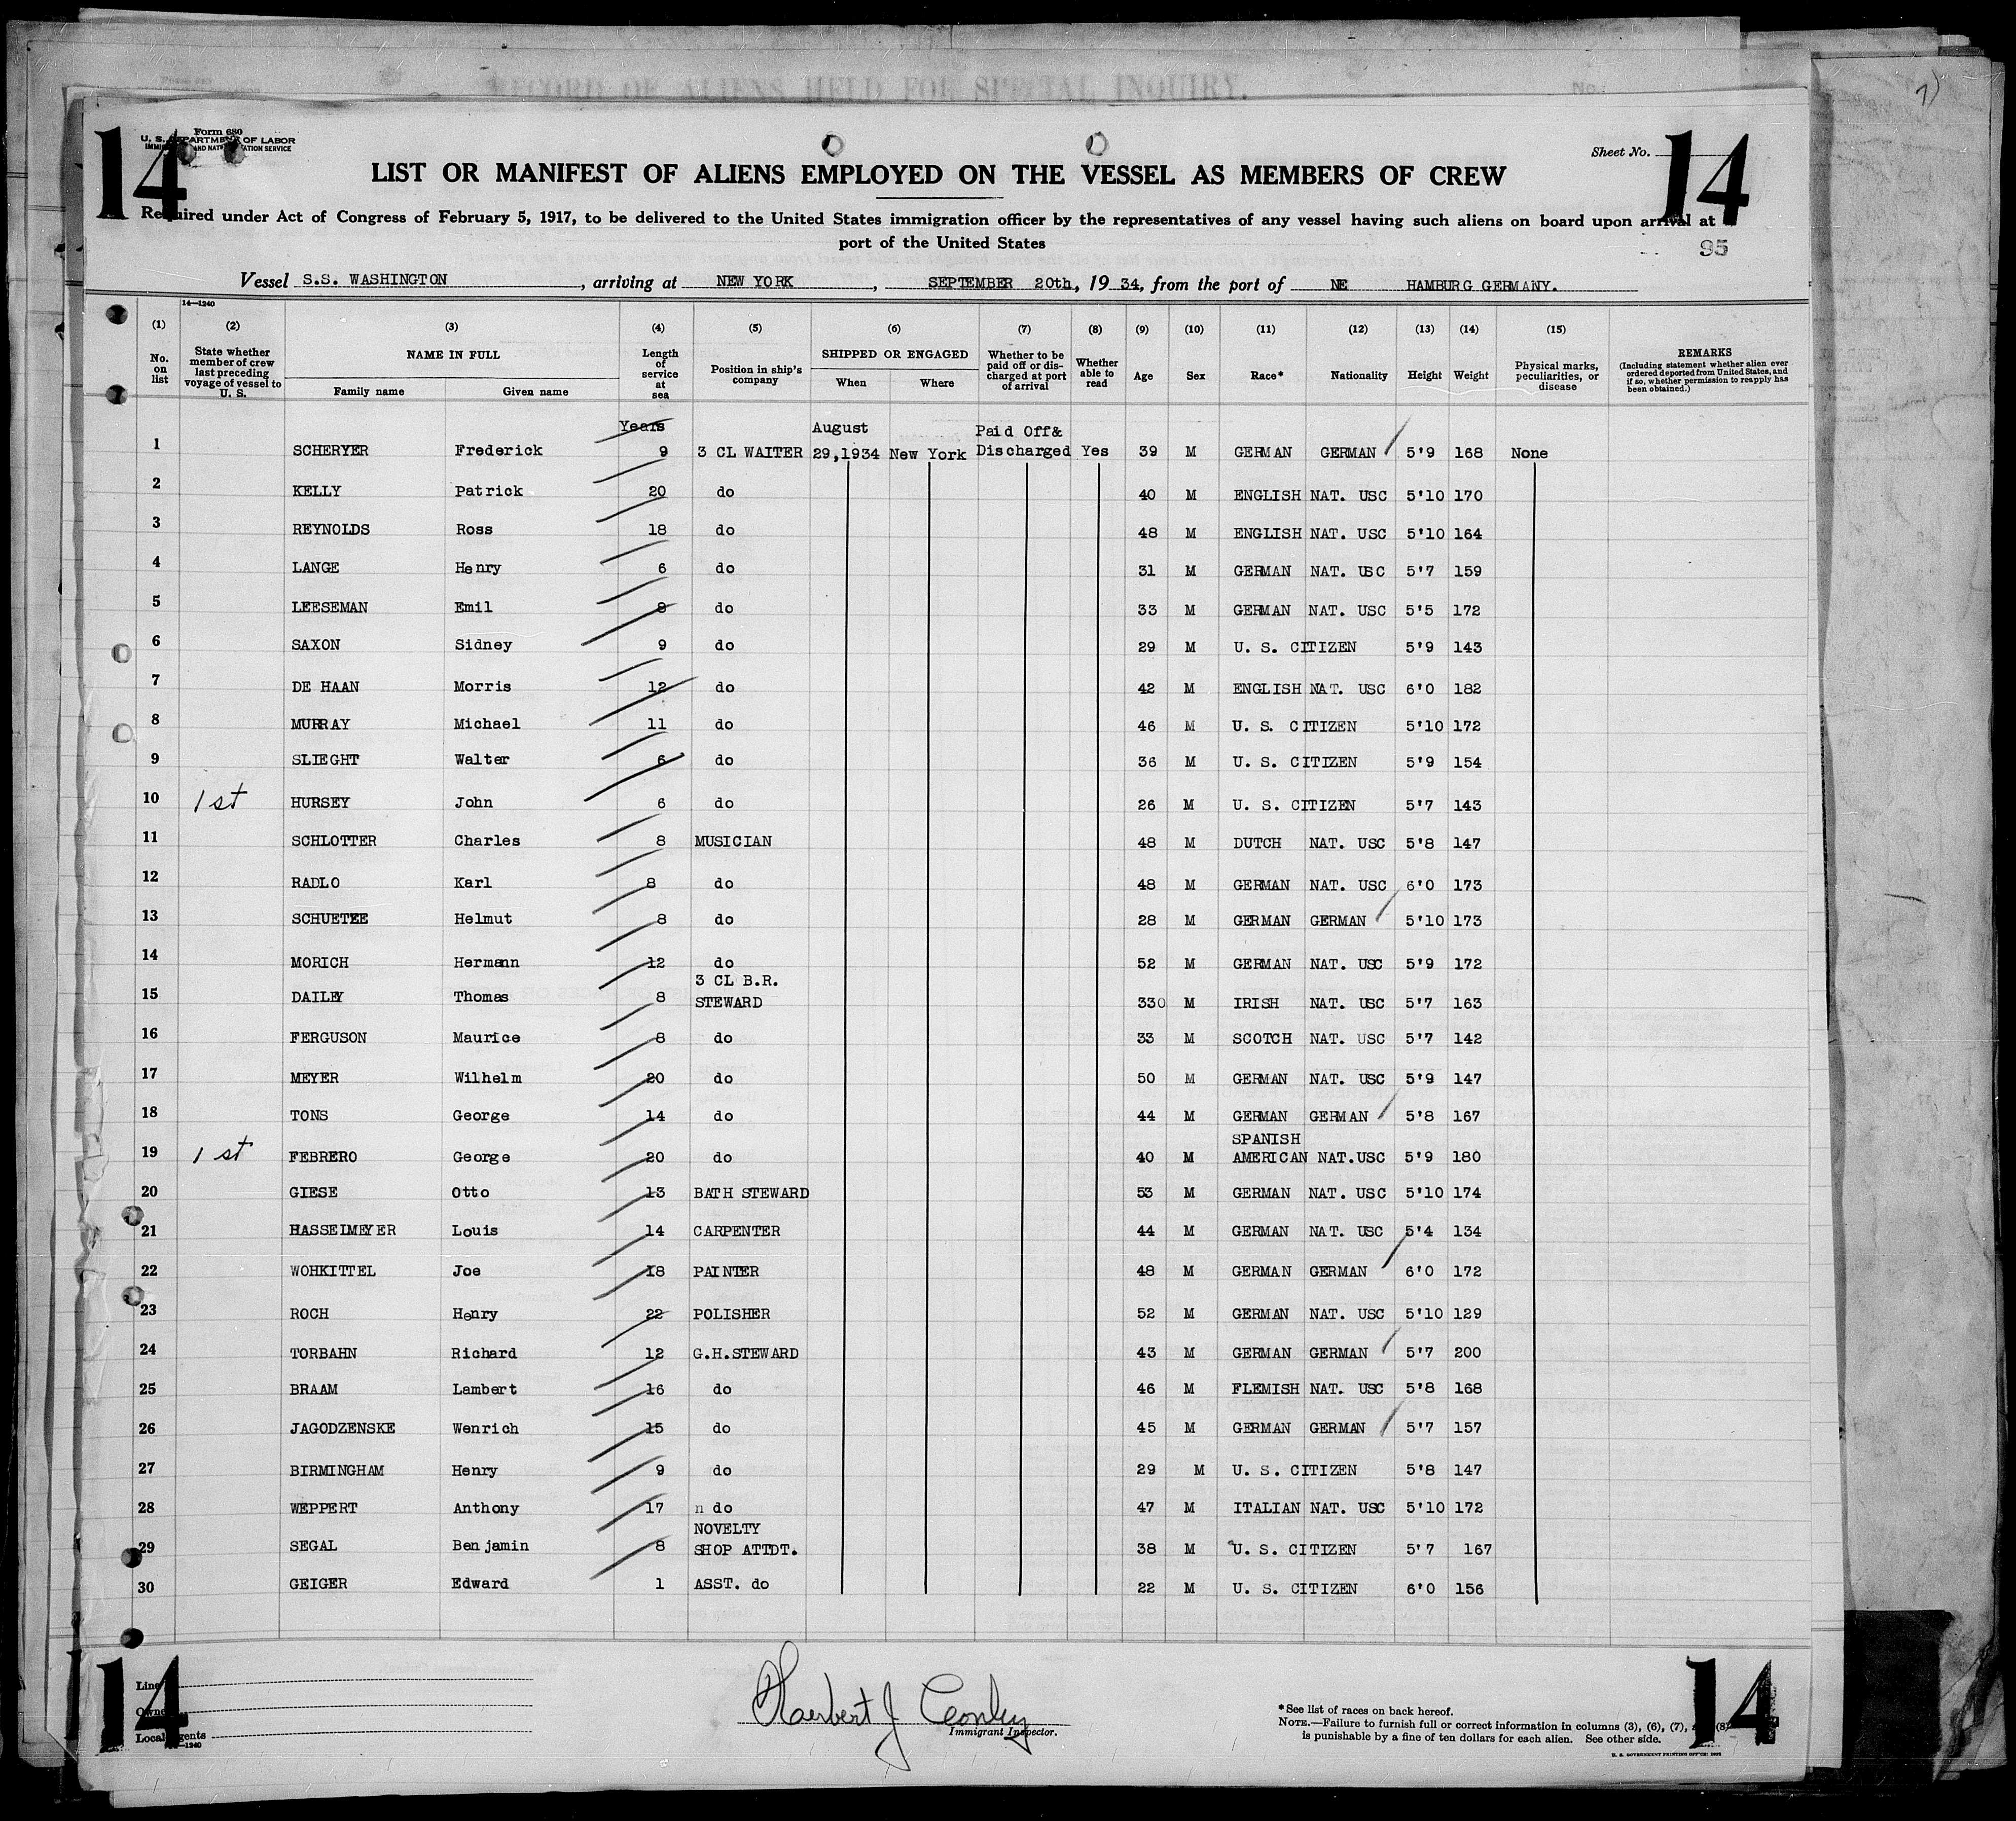 RECORD OF ALIENS HELD FOR SPECIAL INQUIRY.
14
Form 680
U. S. DEPARTMENT OF LABOR
IMMIGRATION AND NATURALIZATION SERVICE
Sheet No.
14
LIST OR MANIFEST OF ALIENS EMPLOYED ON THE VESSEL AS MEMBERS OF CREW
Required under Act of Congress of February 5, 1917, to be delivered to the United States immigration officer by the representatives of any vessel having such aliens on board upon arrival at
port of the United States
95
Vessel S.S. WASHINGTON, arriving at NEW YORK, SEPTEMBER 20th, 1934, from the port of NE HAMBURG GERMANY.
14—1240
(1) (2) (3) (4) (5) (6) (7) (8) (9) (10) (11) (12) (13) (14) (15)
No. on list
State whether member of crew last preceding voyage of vessel to U. S.
NAME IN FULL
Family name Given name
Length of service at sea
Position in ship's company
SHIPPED OR ENGAGED
When Where
Whether to be paid off or discharged at port of arrival
Whether able to read
Age
Sex
Race*
Nationality
Height
Weight
Physical marks, peculiarities, or disease
REMARKS
(Including statement whether alien ever ordered deported from United States, and if so, whether permission to reapply has been obtained.)
Years August Paid Off&
1 SCHERYER Frederick 9 3 CL WAITER 29,1934 New York Discharged Yes 39 M GERMAN GERMAN 5'9 168 None
2 KELLY Patrick 20 do 40 M ENGLISH NAT. USC 5'10 170
3 REYNOLDS Ross 18 do 48 M ENGLISH NAT. USC 5'10 164
4 LANGE Henry 6 do 31 M GERMAN NAT. USC 5'7 159
5 LEESEMAN Emil 8 do 33 M GERMAN NAT. USC 5'5 172
6 SAXON Sidney 9 do 29 M U. S. CITIZEN 5'9 143
7 DE HAAN Morris 12 do 42 M ENGLISH NAT. USC 6'0 182
8 MURRAY Michael 11 do 46 M U. S. CITIZEN 5'10 172
9 SLIEGHT Walter 6 do 36 M U. S. CITIZEN 5'9 154
10 1st HURSEY John 6 do 26 M U. S. CITIZEN 5'7 143
11 SCHLOTTER Charles 8 MUSICIAN 48 M DUTCH NAT. USC 5'8 147
12 RADLO Karl 8 do 48 M GERMAN NAT. USC 6'0 173
13 SCHUETZE Helmut 8 do 28 M GERMAN GERMAN 5'10 173
14 MORICH Hermann 12 do 52 M GERMAN NAT. USC 5'9 172
3 CL B.R.
15 DAILEY Thomas 8 STEWARD 330 M IRISH NAT. USC 5'7 163
16 FERGUSON Maurice 8 do 33 M SCOTCH NAT. USC 5'7 142
17 MEYER Wilhelm 20 do 50 M GERMAN NAT. USC 5'9 147
18 TONS George 14 do 44 M GERMAN GERMAN 5'8 167
SPANISH
19 1st FEBRERO George 20 do 40 M AMERICAN NAT.USC 5'9 180
20 GIESE Otto 13 BATH STEWARD 53 M GERMAN NAT. USC 5'10 174
21 HASSELMEYER Louis 14 CARPENTER 44 M GERMAN NAT. USC 5'4 134
22 WOHKITTEL Joe 18 PAINTER 48 M GERMAN GERMAN 6'0 172
23 ROCH Henry 22 POLISHER 52 M GERMAN NAT. USC 5'10 129
24 TORBAHN Richard 12 G.H.STEWARD 43 M GERMAN GERMAN 5'7 200
25 BRAAM Lambert 16 do 46 M FLEMISH NAT. USC 5'8 168
26 JAGODZENSKE Wenrich 15 do 45 M GERMAN GERMAN 5'7 157
27 BIRMINGHAM Henry 9 do 29 M U. S. CITIZEN 5'8 147
28 WEPPERT Anthony 17 n do 47 M ITALIAN NAT. USC 5'10 172
NOVELTY
29 SEGAL Benjamin 8 SHOP ATTDT. 38 M U. S. CITIZEN 5'7 167
30 GEIGER Edward 1 ASST. do 22 M U. S. CITIZEN 6'0 156
14
Line
Owners
Local Agents
14—1240
Herbert J Conley
Immigrant Inspector.
*See list of races on back hereof.
NOTE.—Failure to furnish full or correct information in columns (3), (6), (7), and (8)
is punishable by a fine of ten dollars for each alien. See other side.
U. S. GOVERNMENT PRINTING OFFICE: 1932
14